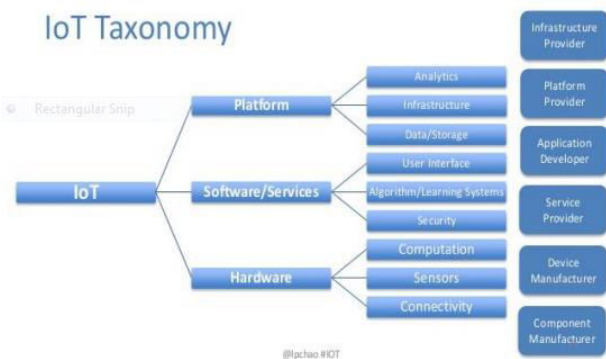 IoT Taxonomy
Rectangular Snip
IoT
Platform
Software/Services
Hardware
Analytics
Infrastructure
Data/Storage
User Interface
Algorithm/Learning Systems
Security
Computation
Sensors
Connectivity
Infrastructure
Provider
Platform
Provider
Application
Developer
Service
Provider
Device
Manufacturer
Component
Manufacturer
@lpchao #IOT